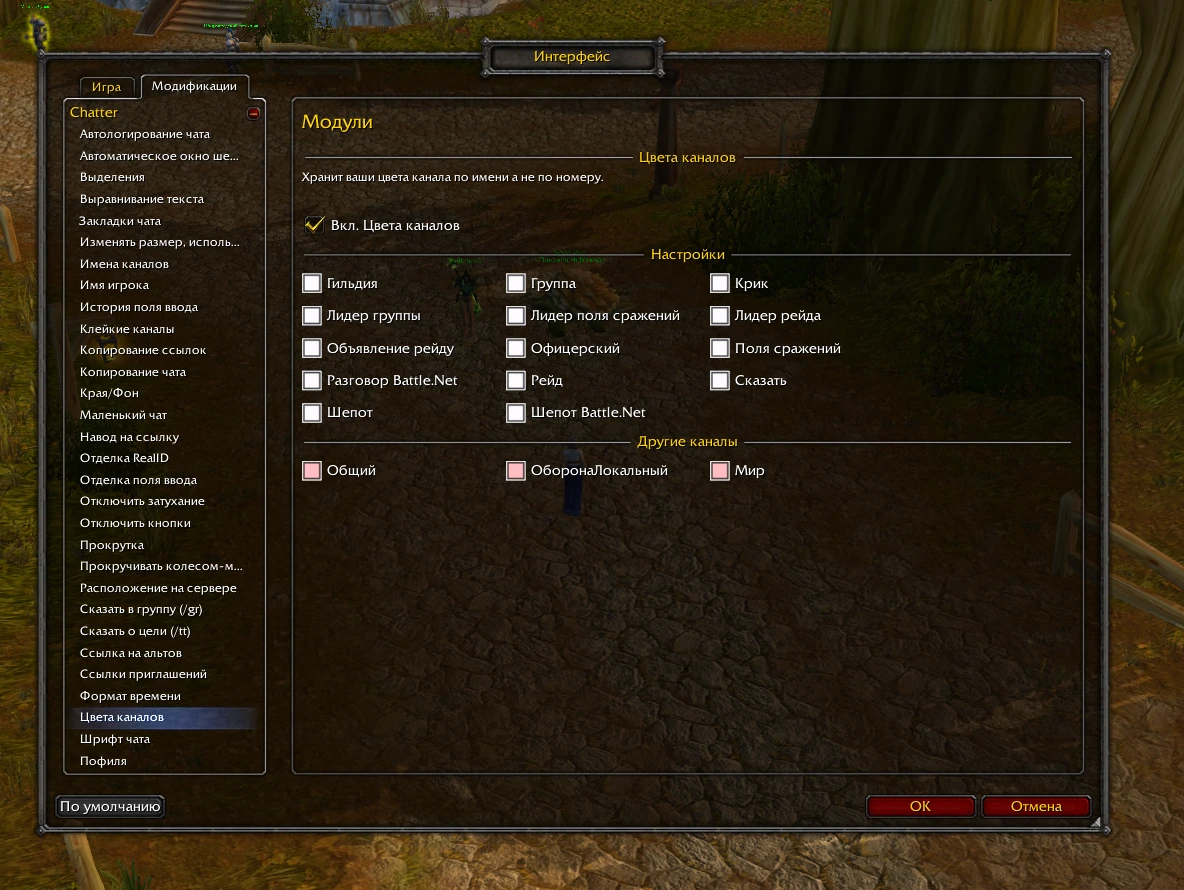 Интерфейс
Игра
Модификации
Chatter
Автологирование чата
Автоматическое окно ше...
Выделения
Выравнивание текста
Закладки чата
Изменять размер, исполь...
Имена каналов
Имя игрока
История поля ввода
Клейкие каналы
Копирование ссылок
Копирование чата
Края/Фон
Маленький чат
Навод на ссылку
Отделка RealID
Отделка поля ввода
Отключить затухание
Отключить кнопки
Прокрутка
Прокручивать колесом-м...
Расположение на сервере
Сказать в группу (/gr)
Сказать о цели (/tt)
Ссылка на альтов
Ссылки приглашений
Формат времени
Цвета каналов
Шрифт чата
Пофиля
Модули
Цвета каналов
Хранит ваши цвета канала по имени а не по номеру.
Вкл. Цвета каналов
Настройки
Гильдия Группа Крик
Лидер группы Лидер поля сражений Лидер рейда
Объявление рейду Офицерский Поля сражений
Разговор Battle.Net Рейд Сказать
Шепот Шепот Battle.Net
Другие каналы
Общий ОборонаЛокальный Мир
По умолчанию
ОК
Отмена